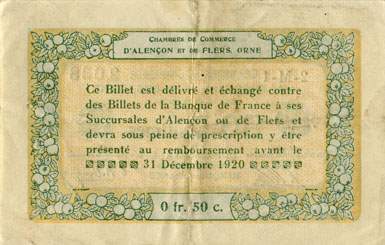 CHAMBRES DE COMMERCE
D'ALENÇON ET DE FLERS, ORNE
Ce Billet est délivré et échangé contre
des Billets de la Banque de France à ses
Succursales d'Alençon ou de Flers et
devra sous peine de prescription y être
présenté au remboursement avant le
31 Décembre 1920
0 fr. 50 c.